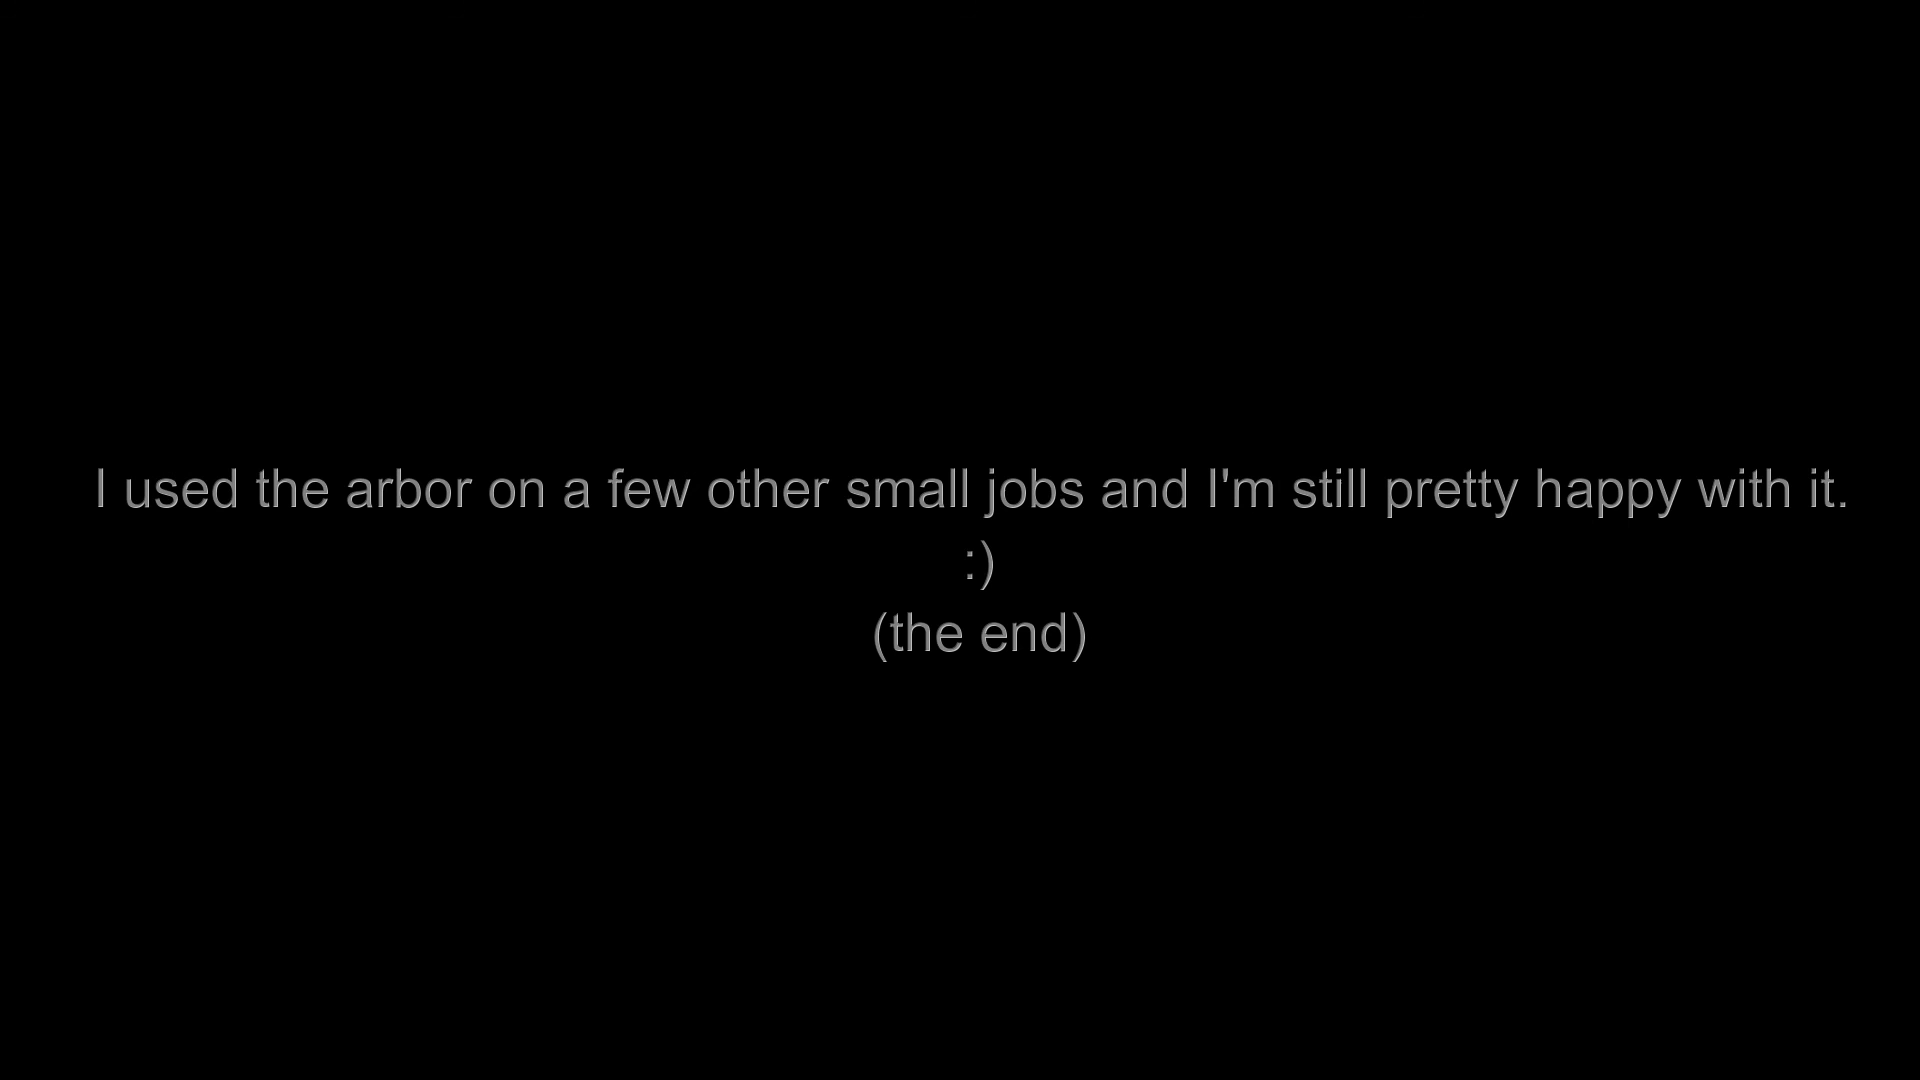 I used the arbor on a few other small jobs and I'm still pretty happy with it.
:)
(the end)